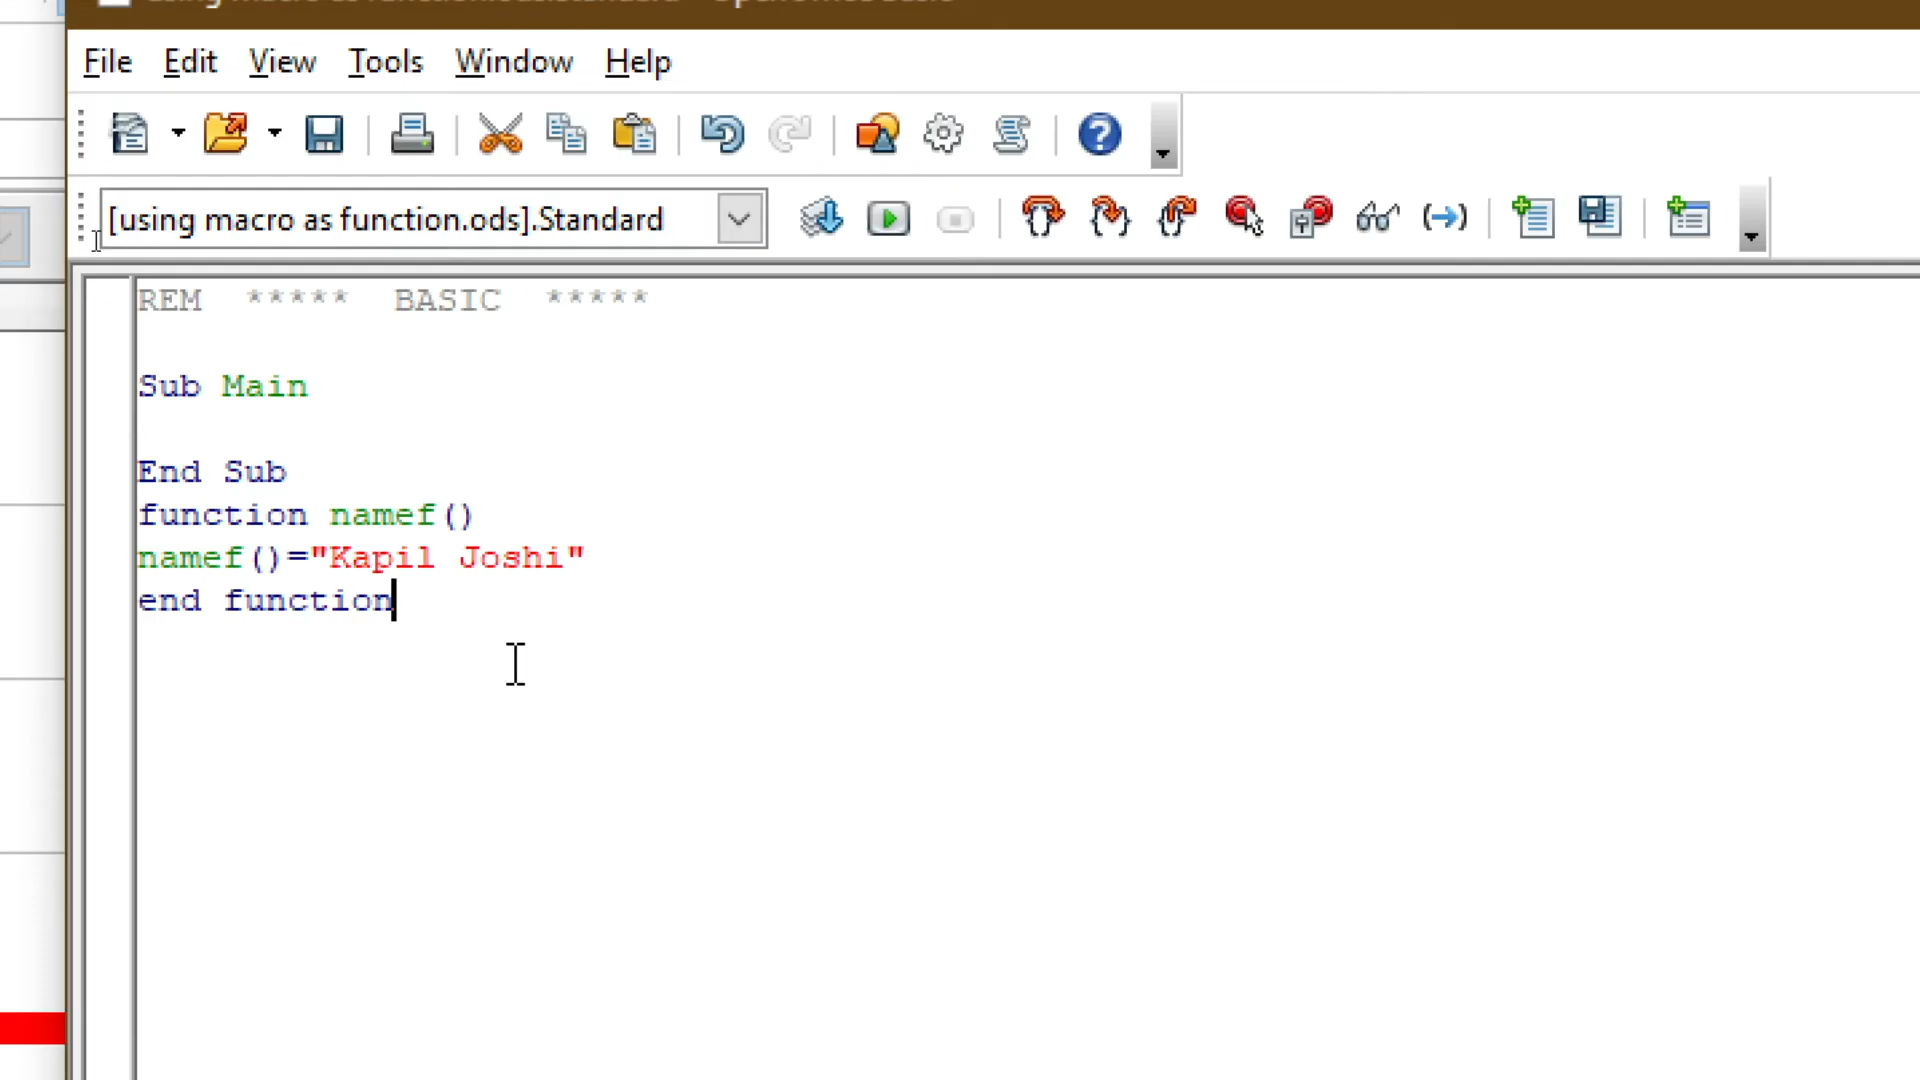 File Edit View Tools Window Help
[using macro as function.ods].Standard
REM ***** BASIC *****
Sub Main
End Sub
function namef()
namef()="Kapil Joshi"
end function